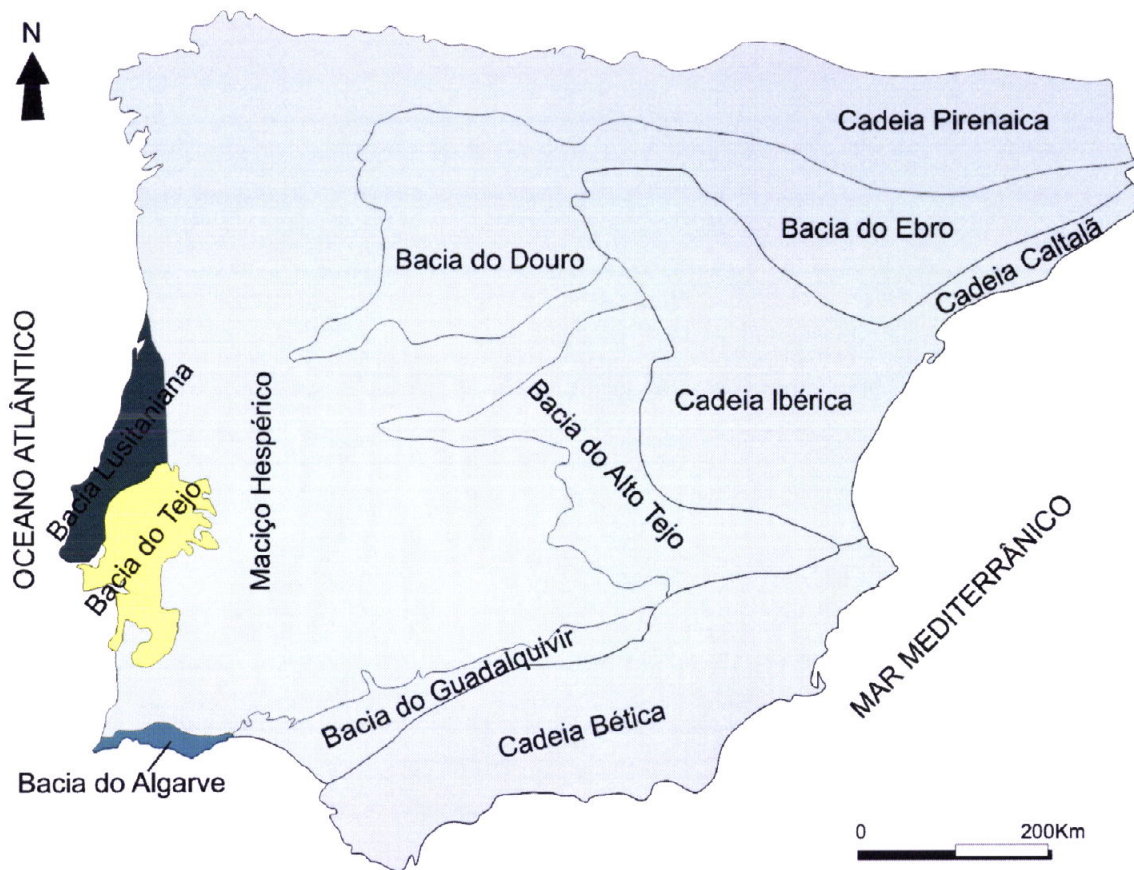 N
Cadeia Pirenaica
Bacia do Ebro
Bacia do Douro
Cadeia Caltalã
OCEANO ATLÂNTICO
Bacia Lusitaniana
Maciço Hespérico
Bacia do Alto Tejo
Cadeia Ibérica
Bacia do Tejo
MAR MEDITERRÂNICO
Bacia do Guadalquivir
Cadeia Bética
Bacia do Algarve
0 200Km